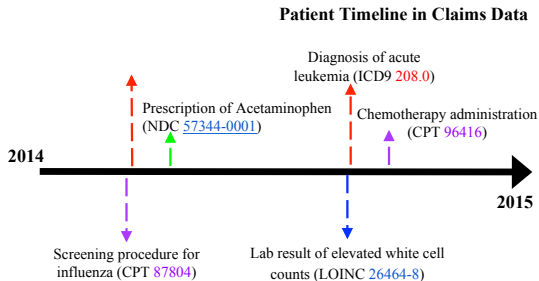 Patient Timeline in Claims Data
Diagnosis of acute
leukemia (ICD9 208.0)
Prescription of Acetaminophen
(NDC 57344-0001)
Chemotherapy administration
(CPT 96416)
2014
2015
Screening procedure for
influenza (CPT 87804)
Lab result of elevated white cell
counts (LOINC 26464-8)